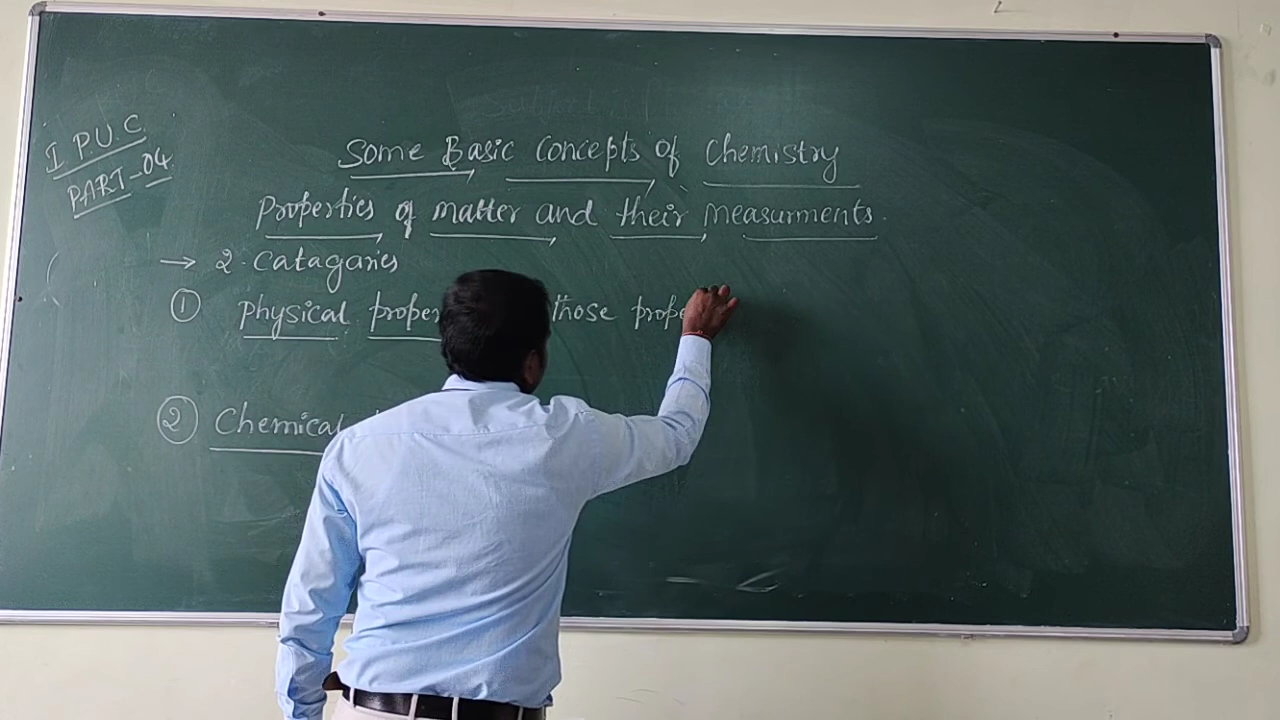 I P.U.C.
PART-04.
Some Basic Concepts of Chemistry
Properties of matter and their measurments.
→ 2. Catagaries
① Physical proper those prope
② Chemical